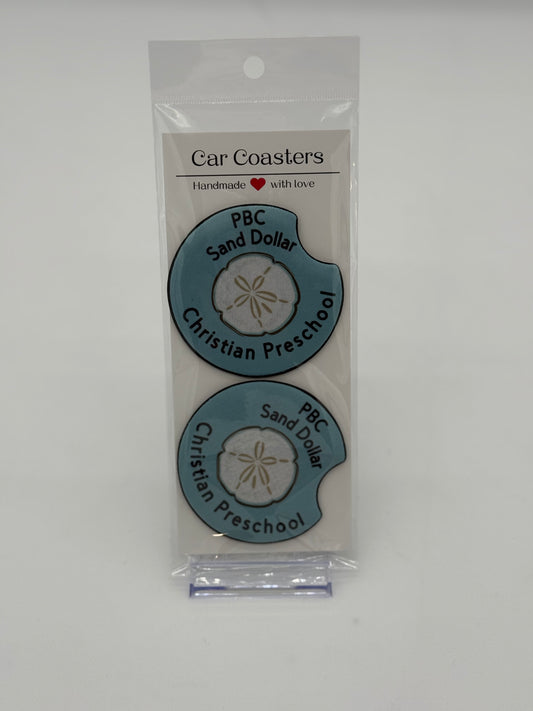 Car Coasters
Handmade ❤ with love
PBC
Sand Dollar
Christian Preschool
PBC
Sand Dollar
Christian Preschool